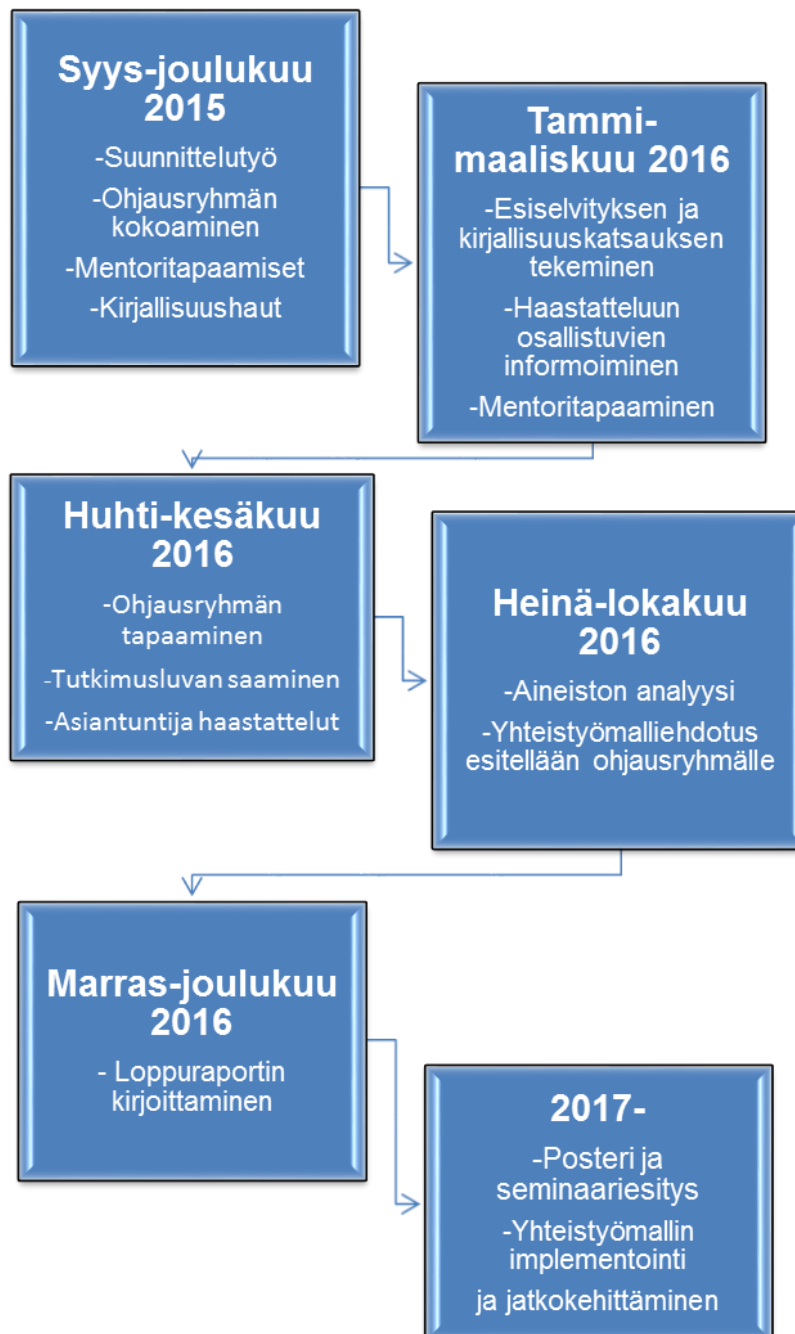 Syys-joulukuu
2015
-Suunnittelutyö
-Ohjausryhmän
kokoaminen
-Mentoritapaamiset
-Kirjallisuushaut
Tammi-
maaliskuu 2016
-Esiselvityksen ja
kirjallisuuskatsauksen
tekeminen
-Haastatteluun
osallistuvien
informoiminen
-Mentoritapaaminen
Huhti-kesäkuu
2016
-Ohjausryhmän
tapaaminen
-Tutkimusluvan saaminen
-Asiantuntija haastattelut
Heinä-lokakuu
2016
-Aineiston analyysi
-Yhteistyömalliehdotus
esitellään ohjausryhmälle
Marras-joulukuu
2016
- Loppuraportin
kirjoittaminen
2017-
-Posteri ja
seminaariesitys
-Yhteistyömallin
implementointi
ja jatkokehittäminen